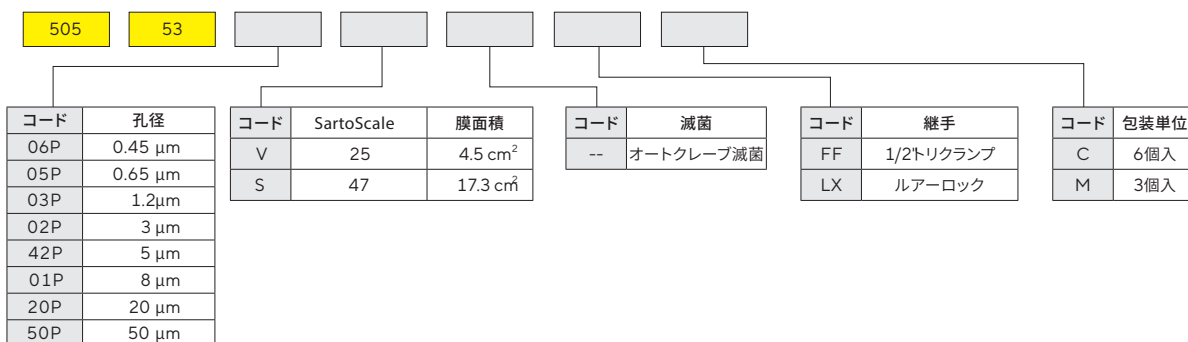 505 53
コード 孔径
06P 0.45 µm
05P 0.65 µm
03P 1.2µm
02P 3 µm
42P 5 µm
01P 8 µm
20P 20 µm
50P 50 µm
コード SartoScale 膜面積
V 25 4.5 cm²
S 47 17.3 cm²
コード 滅菌
-- オートクレーブ滅菌
コード 継手
FF 1/2"トリクランプ
LX ルアーロック
コード 包装単位
C 6個入
M 3個入